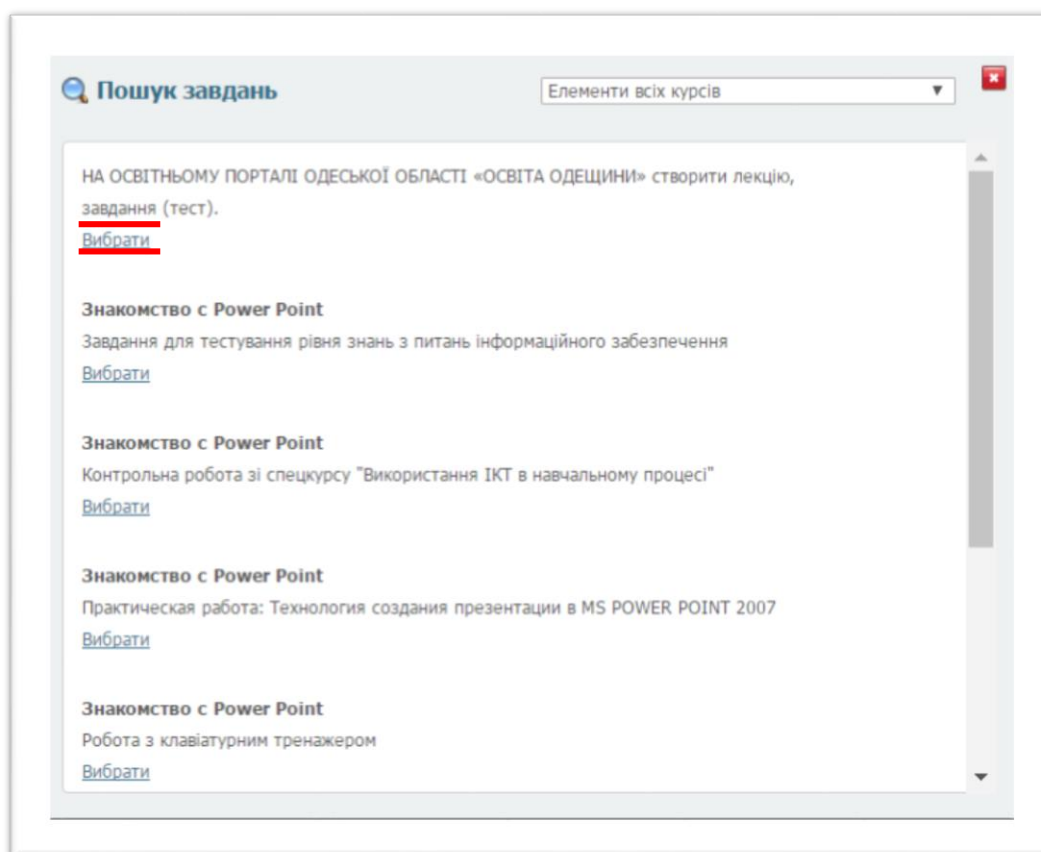 Пошук завдань
Елементи всіх курсів
НА ОСВІТНЬОМУ ПОРТАЛІ ОДЕСЬКОЇ ОБЛАСТІ «ОСВІТА ОДЕЩИНИ» створити лекцію,
завдання (тест).
Вибрати
Знакомство с Power Point
Завдання для тестування рівня знань з питань інформаційного забезпечення
Вибрати
Знакомство с Power Point
Контрольна робота зі спецкурсу "Використання ІКТ в навчальному процесі"
Вибрати
Знакомство с Power Point
Практическая работа: Технология создания презентации в MS POWER POINT 2007
Вибрати
Знакомство с Power Point
Робота з клавіатурним тренажером
Вибрати